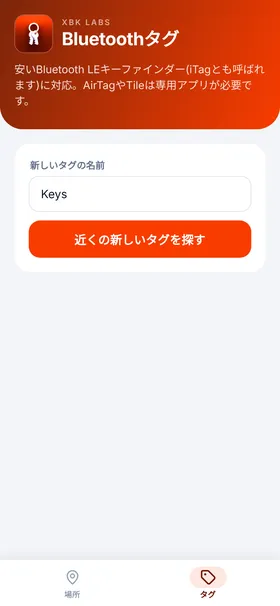 XBK LABS
Bluetoothタグ
安いBluetooth LEキーファインダー(iTagとも呼ばれ
ます)に対応。AirTagやTileは専用アプリが必要で
す。
新しいタグの名前
Keys
近くの新しいタグを探す
場所
タグ